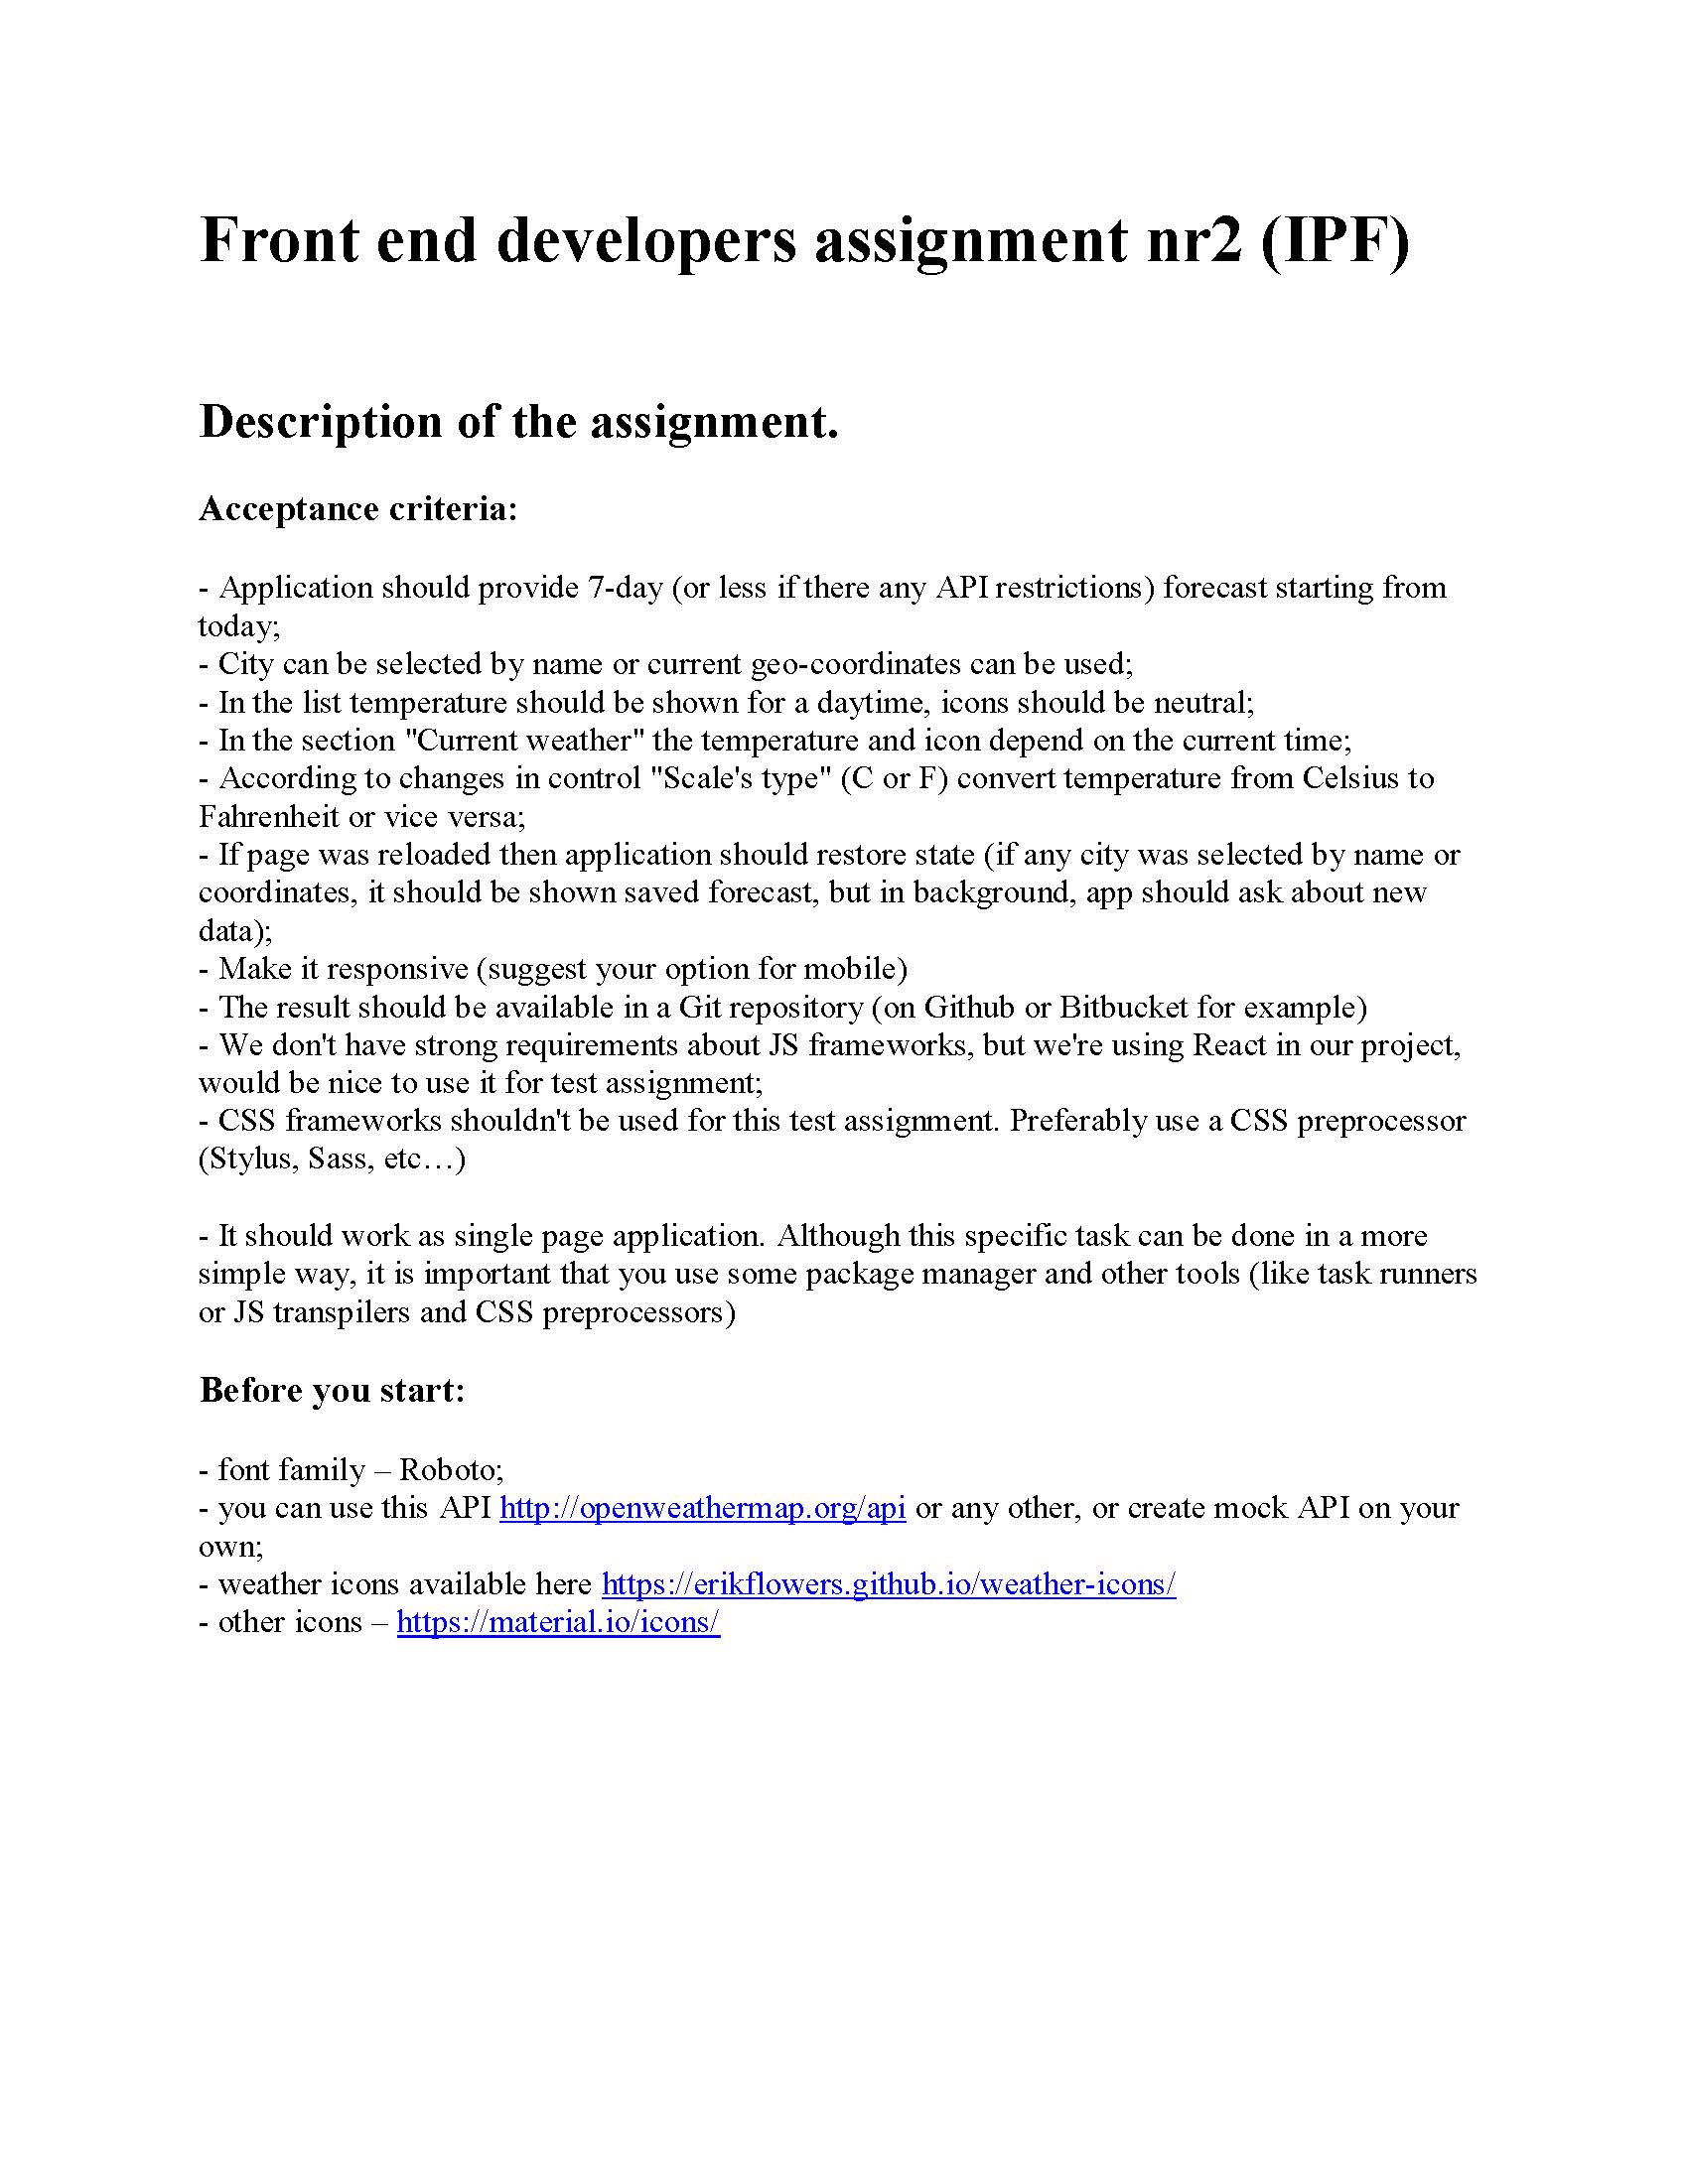 Front end developers assignment nr2 (IPF)
Description of the assignment.
Acceptance criteria:
- Application should provide 7-day (or less if there any API restrictions) forecast starting from
today;
- City can be selected by name or current geo-coordinates can be used;
- In the list temperature should be shown for a daytime, icons should be neutral;
- In the section "Current weather" the temperature and icon depend on the current time;
- According to changes in control "Scale's type" (C or F) convert temperature from Celsius to
Fahrenheit or vice versa;
- If page was reloaded then application should restore state (if any city was selected by name or
coordinates, it should be shown saved forecast, but in background, app should ask about new
data);
- Make it responsive (suggest your option for mobile)
- The result should be available in a Git repository (on Github or Bitbucket for example)
- We don't have strong requirements about JS frameworks, but we're using React in our project,
would be nice to use it for test assignment;
- CSS frameworks shouldn't be used for this test assignment. Preferably use a CSS preprocessor
(Stylus, Sass, etc…)
- It should work as single page application. Although this specific task can be done in a more
simple way, it is important that you use some package manager and other tools (like task runners
or JS transpilers and CSS preprocessors)
Before you start:
- font family – Roboto;
- you can use this API http://openweathermap.org/api or any other, or create mock API on your
own;
- weather icons available here https://erikflowers.github.io/weather-icons/
- other icons – https://material.io/icons/